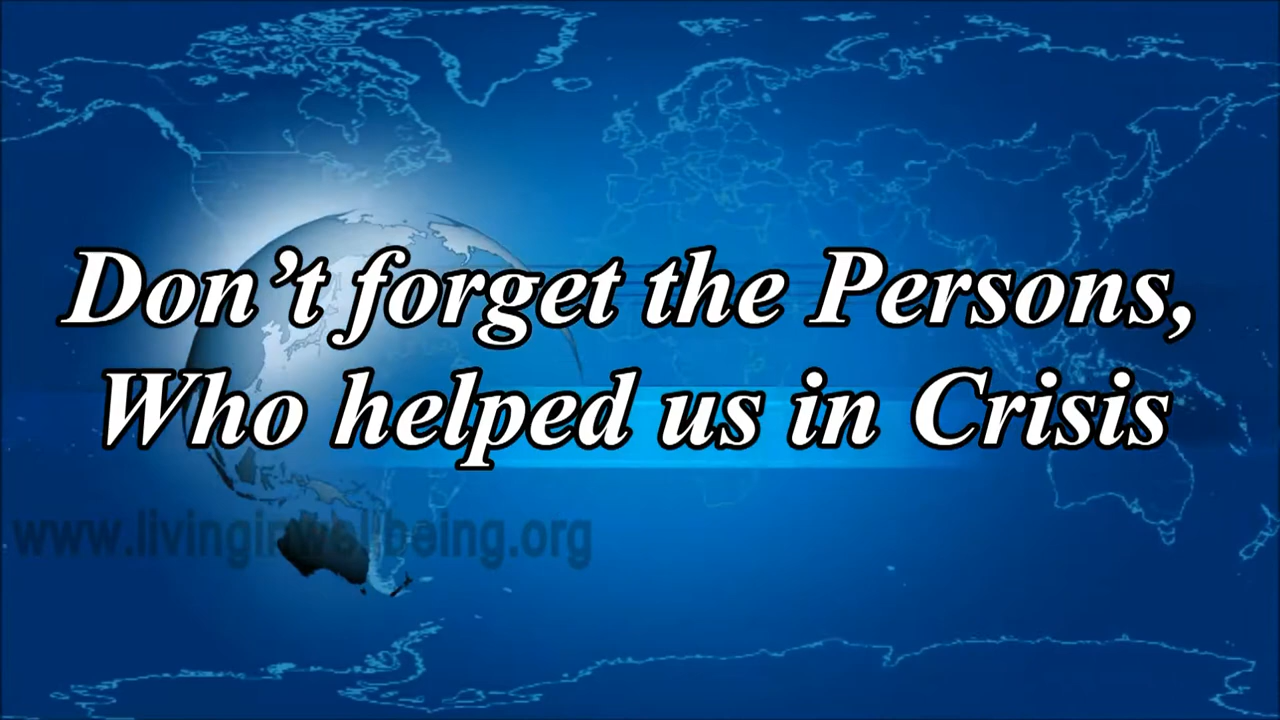 Don’t forget the Persons,
Who helped us in Crisis
www.livinginwellbeing.org